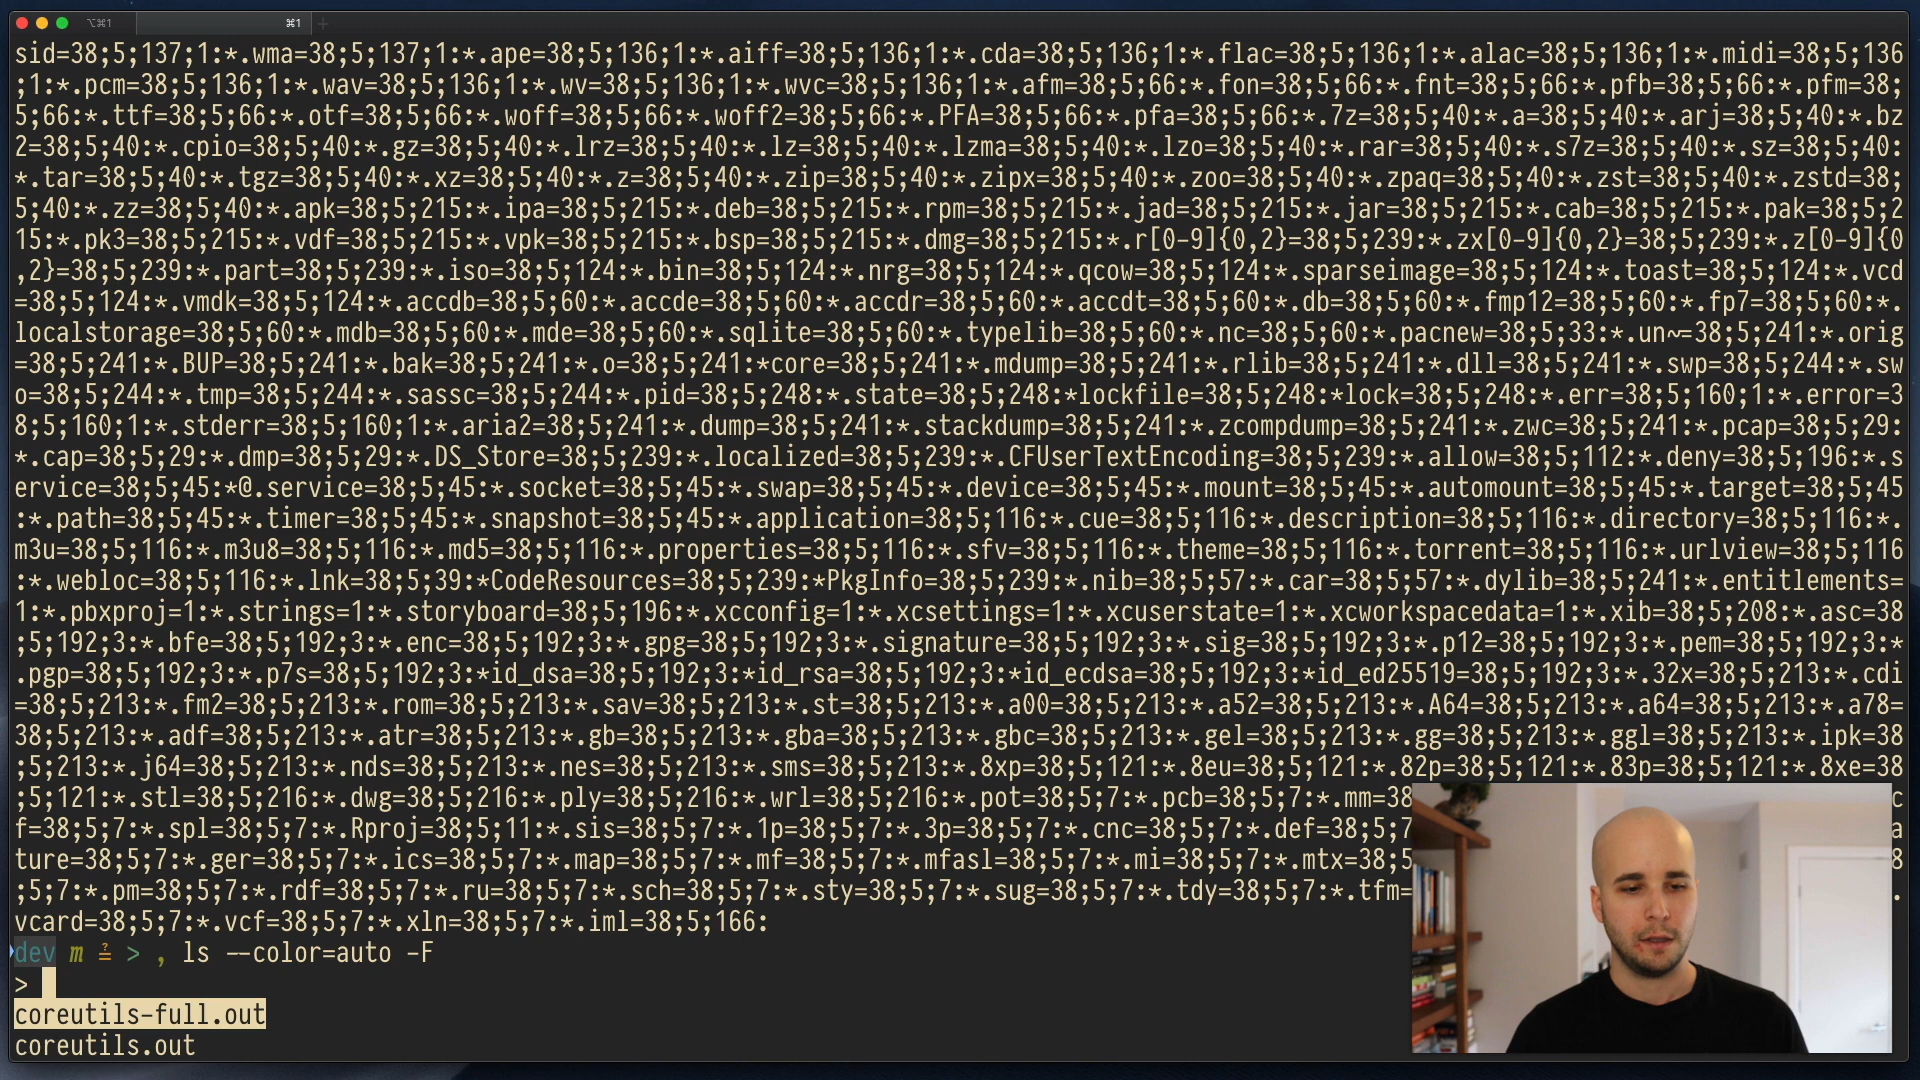 ⌥⌘1 ⌘1 +
sid=38;5;137;1:*.wma=38;5;137;1:*.ape=38;5;136;1:*.aiff=38;5;136;1:*.cda=38;5;136;1:*.flac=38;5;136;1:*.alac=38;5;136;1:*.midi=38;5;136
;1:*.pcm=38;5;136;1:*.wav=38;5;136;1:*.wv=38;5;136;1:*.wvc=38;5;136;1:*.afm=38;5;66:*.fon=38;5;66:*.fnt=38;5;66:*.pfb=38;5;66:*.pfm=38;
5;66:*.ttf=38;5;66:*.otf=38;5;66:*.woff=38;5;66:*.woff2=38;5;66:*.PFA=38;5;66:*.pfa=38;5;66:*.7z=38;5;40:*.a=38;5;40:*.arj=38;5;40:*.bz
2=38;5;40:*.cpio=38;5;40:*.gz=38;5;40:*.lrz=38;5;40:*.lz=38;5;40:*.lzma=38;5;40:*.lzo=38;5;40:*.rar=38;5;40:*.s7z=38;5;40:*.sz=38;5;40:
*.tar=38;5;40:*.tgz=38;5;40:*.xz=38;5;40:*.z=38;5;40:*.zip=38;5;40:*.zipx=38;5;40:*.zoo=38;5;40:*.zpaq=38;5;40:*.zst=38;5;40:*.zstd=38;
5;40:*.zz=38;5;40:*.apk=38;5;215:*.ipa=38;5;215:*.deb=38;5;215:*.rpm=38;5;215:*.jad=38;5;215:*.jar=38;5;215:*.cab=38;5;215:*.pak=38;5;2
15:*.pk3=38;5;215:*.vdf=38;5;215:*.vpk=38;5;215:*.bsp=38;5;215:*.dmg=38;5;215:*.r[0-9]{0,2}=38;5;239:*.zx[0-9]{0,2}=38;5;239:*.z[0-9]{0
,2}=38;5;239:*.part=38;5;239:*.iso=38;5;124:*.bin=38;5;124:*.nrg=38;5;124:*.qcow=38;5;124:*.sparseimage=38;5;124:*.toast=38;5;124:*.vcd
=38;5;124:*.vmdk=38;5;124:*.accdb=38;5;60:*.accde=38;5;60:*.accdr=38;5;60:*.accdt=38;5;60:*.db=38;5;60:*.fmp12=38;5;60:*.fp7=38;5;60:*.
localstorage=38;5;60:*.mdb=38;5;60:*.mde=38;5;60:*.sqlite=38;5;60:*.typelib=38;5;60:*.nc=38;5;60:*.pacnew=38;5;33:*.un~=38;5;241:*.orig
=38;5;241:*.BUP=38;5;241:*.bak=38;5;241:*.o=38;5;241:*core=38;5;241:*.mdump=38;5;241:*.rlib=38;5;241:*.dll=38;5;241:*.swp=38;5;244:*.sw
o=38;5;244:*.tmp=38;5;244:*.sassc=38;5;244:*.pid=38;5;248:*.state=38;5;248:*lockfile=38;5;248:*lock=38;5;248:*.err=38;5;160;1:*.error=3
8;5;160;1:*.stderr=38;5;160;1:*.aria2=38;5;241:*.dump=38;5;241:*.stackdump=38;5;241:*.zcompdump=38;5;241:*.zwc=38;5;241:*.pcap=38;5;29:
*.cap=38;5;29:*.dmp=38;5;29:*.DS_Store=38;5;239:*.localized=38;5;239:*.CFUserTextEncoding=38;5;239:*.allow=38;5;112:*.deny=38;5;196:*.s
ervice=38;5;45:*@.service=38;5;45:*.socket=38;5;45:*.swap=38;5;45:*.device=38;5;45:*.mount=38;5;45:*.automount=38;5;45:*.target=38;5;45
:*.path=38;5;45:*.timer=38;5;45:*.snapshot=38;5;45:*.application=38;5;116:*.cue=38;5;116:*.description=38;5;116:*.directory=38;5;116:*.
m3u=38;5;116:*.m3u8=38;5;116:*.md5=38;5;116:*.properties=38;5;116:*.sfv=38;5;116:*.theme=38;5;116:*.torrent=38;5;116:*.urlview=38;5;116
:*.webloc=38;5;116:*.lnk=38;5;39:*CodeResources=38;5;239:*PkgInfo=38;5;239:*.nib=38;5;57:*.car=38;5;57:*.dylib=38;5;241:*.entitlements=
1:*.pbxproj=1:*.strings=1:*.storyboard=38;5;196:*.xcconfig=1:*.xcsettings=1:*.xcuserstate=1:*.xcworkspacedata=1:*.xib=38;5;208:*.asc=38
;5;192;3:*.bfe=38;5;192;3:*.enc=38;5;192;3:*.gpg=38;5;192;3:*.signature=38;5;192;3:*.sig=38;5;192;3:*.p12=38;5;192;3:*.pem=38;5;192;3:*
.pgp=38;5;192;3:*.p7s=38;5;192;3:*id_dsa=38;5;192;3:*id_rsa=38;5;192;3:*id_ecdsa=38;5;192;3:*id_ed25519=38;5;192;3:*.32x=38;5;213:*.cdi
=38;5;213:*.fm2=38;5;213:*.rom=38;5;213:*.sav=38;5;213:*.st=38;5;213:*.a00=38;5;213:*.a52=38;5;213:*.A64=38;5;213:*.a64=38;5;213:*.a78=
38;5;213:*.adf=38;5;213:*.atr=38;5;213:*.gb=38;5;213:*.gba=38;5;213:*.gbc=38;5;213:*.gel=38;5;213:*.gg=38;5;213:*.ggl=38;5;213:*.ipk=38
;5;213:*.j64=38;5;213:*.nds=38;5;213:*.nes=38;5;213:*.sms=38;5;213:*.8xp=38;5;121:*.8eu=38;5;121:*.82p=38;5;121:*.83p=38;5;121:*.8xe=38
;5;121:*.stl=38;5;216:*.dwg=38;5;216:*.ply=38;5;216:*.wrl=38;5;216:*.pot=38;5;7:*.pcb=38;5;7:*.mm=38 c
f=38;5;7:*.spl=38;5;7:*.Rproj=38;5;11:*.sis=38;5;7:*.1p=38;5;7:*.3p=38;5;7:*.cnc=38;5;7:*.def=38;5;7 a
ture=38;5;7:*.ger=38;5;7:*.ics=38;5;7:*.map=38;5;7:*.mf=38;5;7:*.mfasl=38;5;7:*.mi=38;5;7:*.mtx=38;5 8
;5;7:*.pm=38;5;7:*.rdf=38;5;7:*.ru=38;5;7:*.sch=38;5;7:*.sty=38;5;7:*.sug=38;5;7:*.tdy=38;5;7:*.tfm= .
vcard=38;5;7:*.vcf=38;5;7:*.xln=38;5;7:*.iml=38;5;166:
dev m ≟ > , ls --color=auto -F
>
coreutils-full.out
coreutils.out